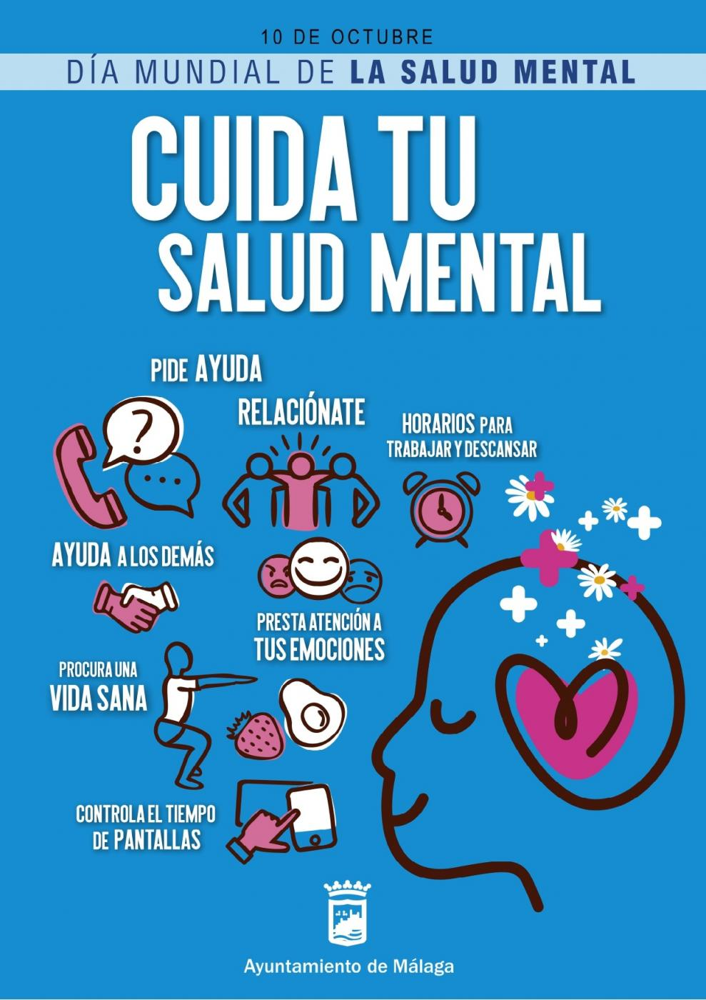 10 DE OCTUBRE
DÍA MUNDIAL DE LA SALUD MENTAL
CUIDA TU
SALUD MENTAL
PIDE AYUDA
?
RELACIÓNATE
HORARIOS PARA
TRABAJAR Y DESCANSAR
AYUDA A LOS DEMÁS
PRESTA ATENCIÓN A
TUS EMOCIONES
PROCURA UNA
VIDA SANA
CONTROLA EL TIEMPO
DE PANTALLAS
Ayuntamiento de Málaga